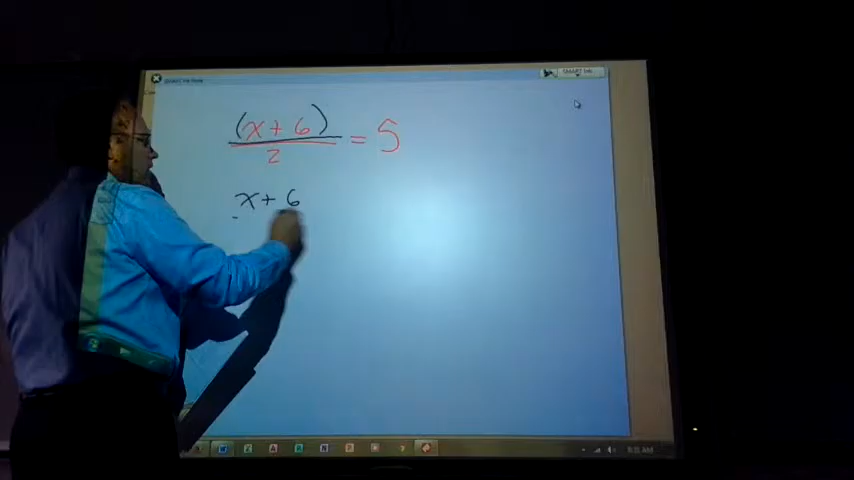 (x + 6)
2
= 5
x + 6